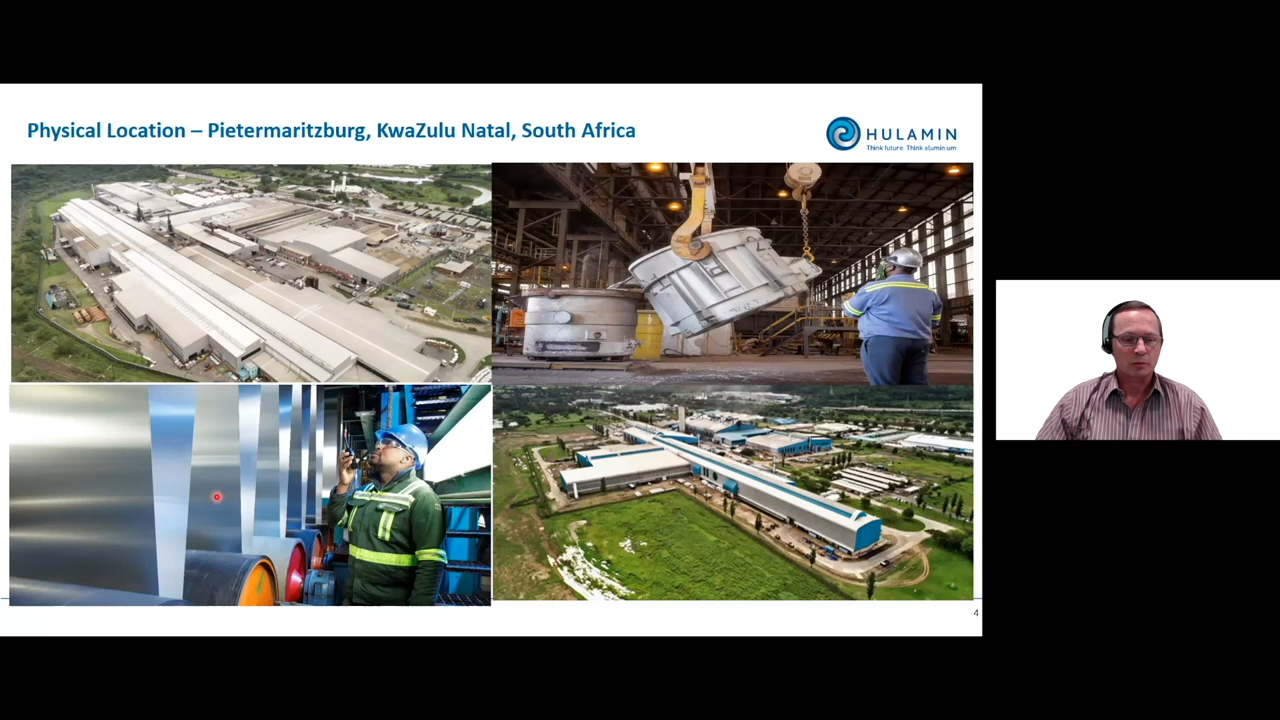 Physical Location – Pietermaritzburg, KwaZulu Natal, South Africa
HULAMIN
Think future. Think aluminium.
4